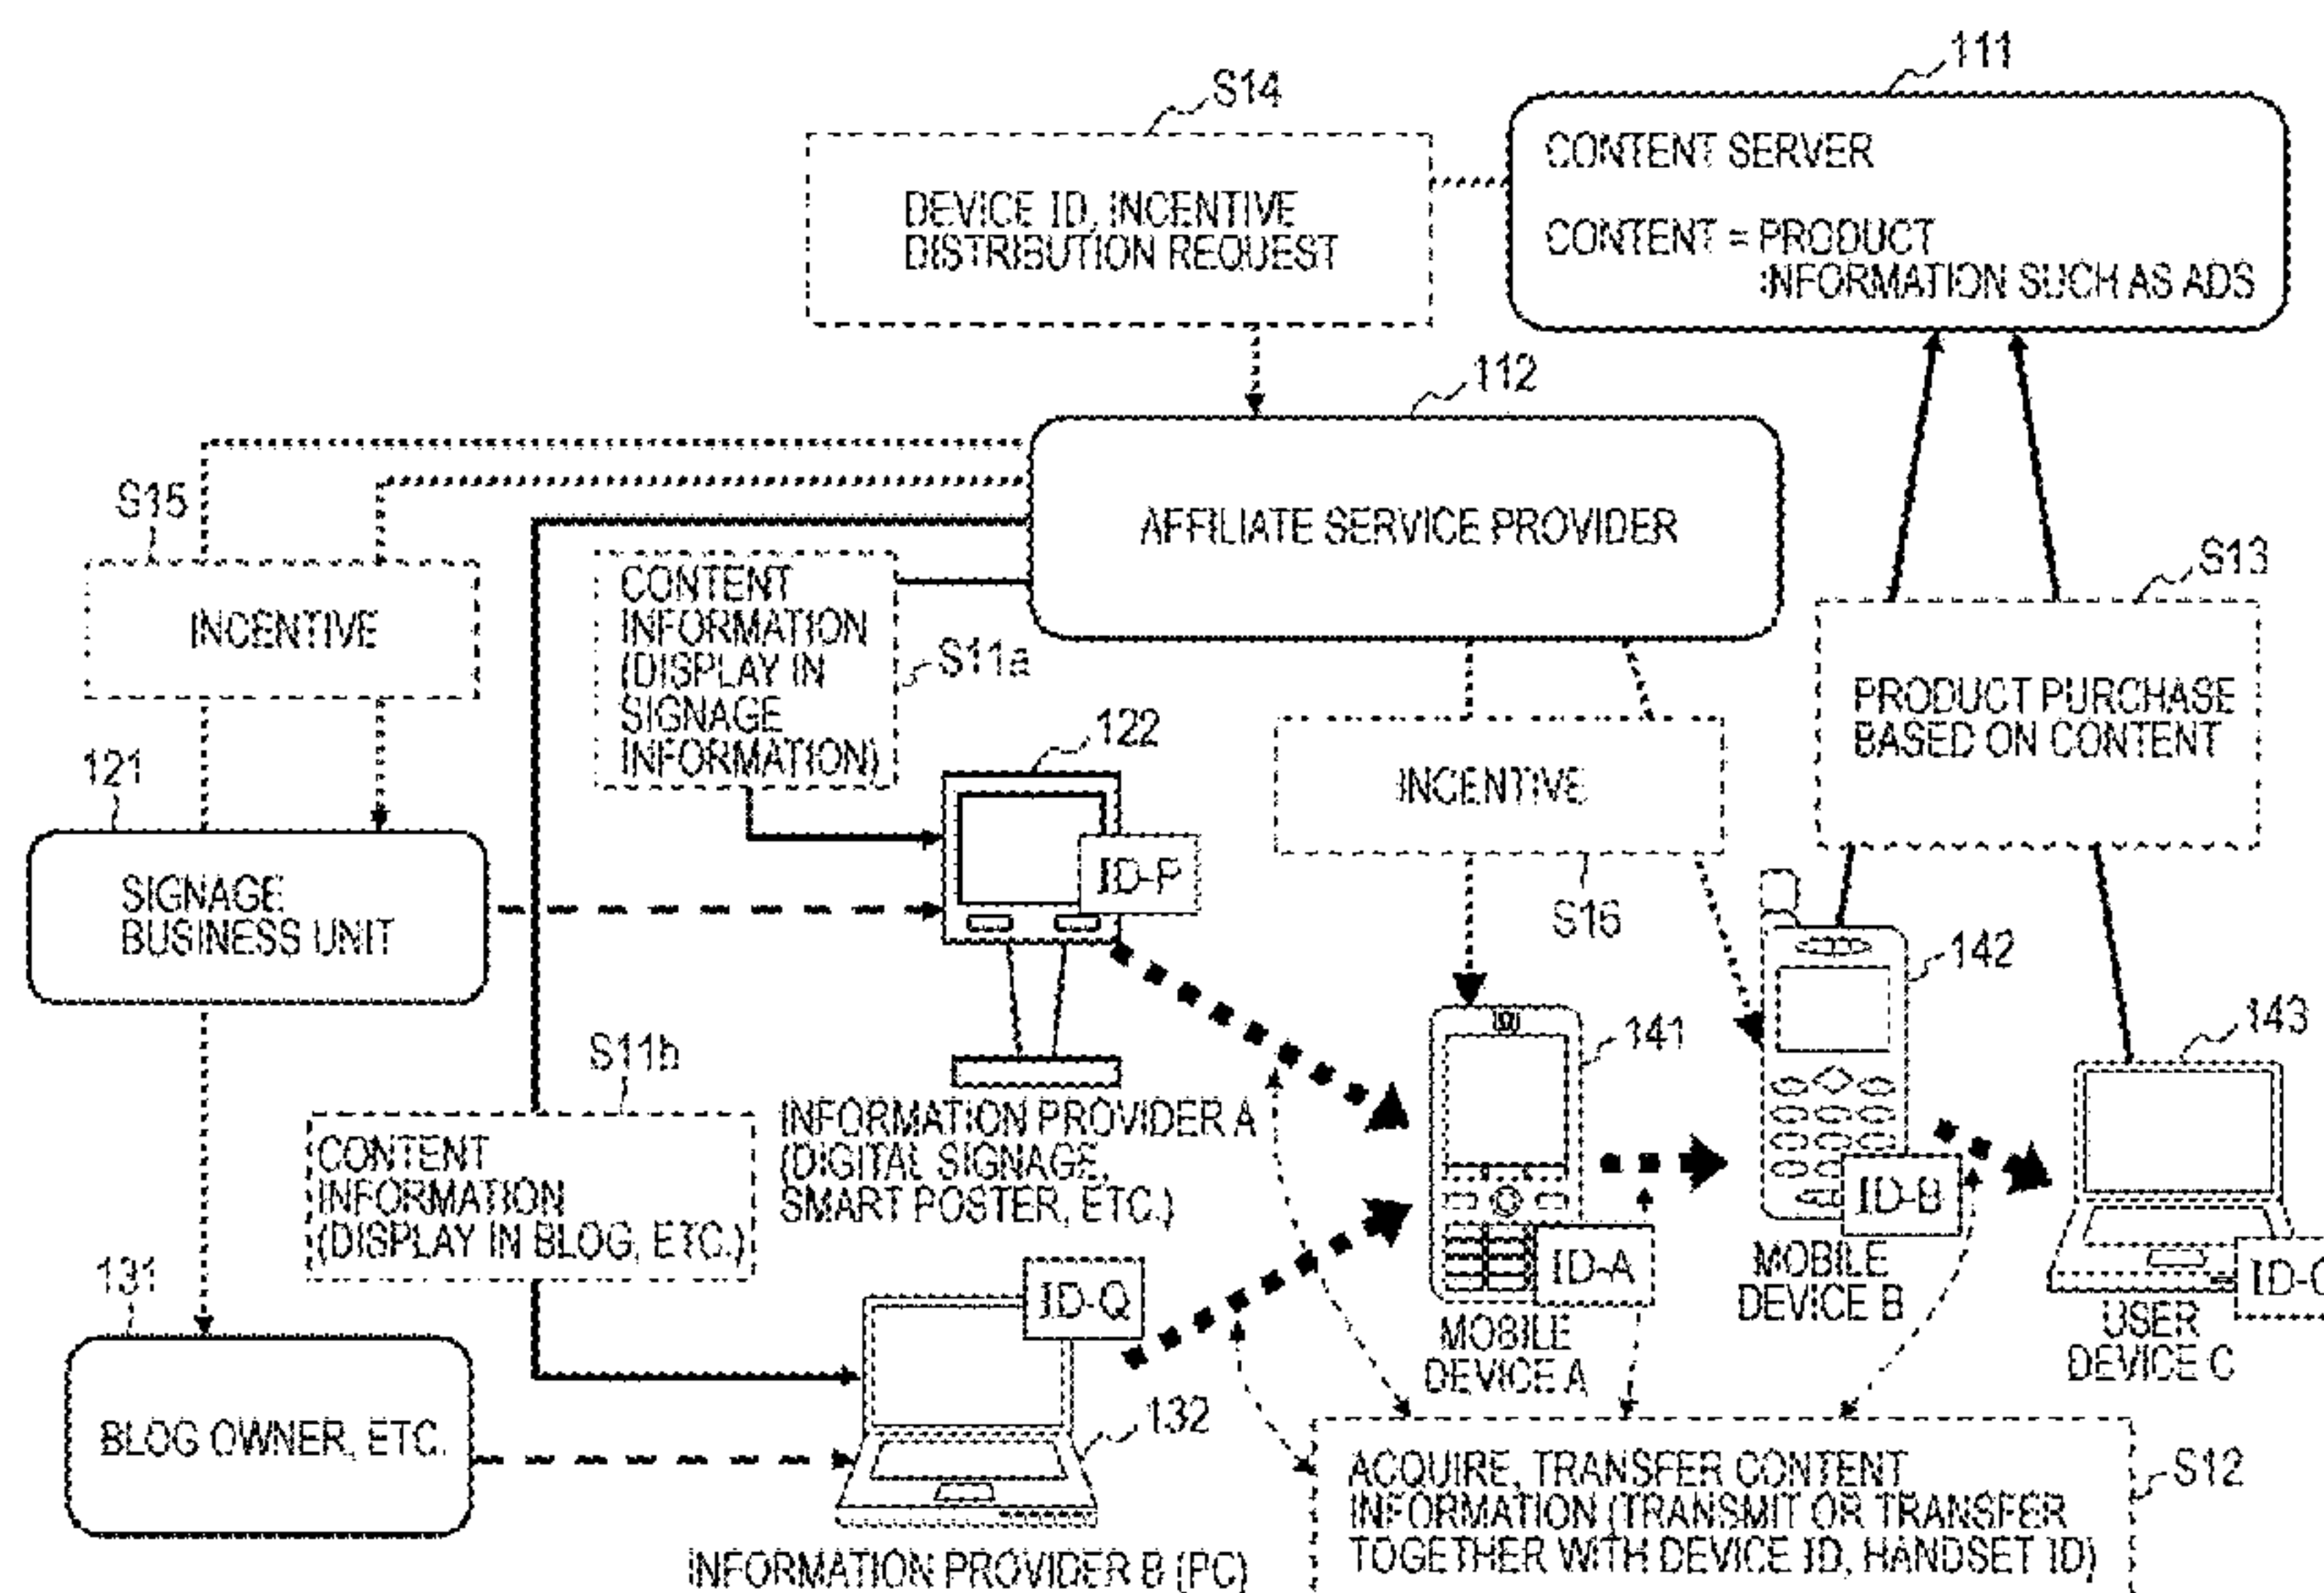 111
S14
CONTENT SERVER
CONTENT = PRODUCT
INFORMATION SUCH AS ADS
DEVICE ID, INCENTIVE
DISTRIBUTION REQUEST
112
AFFILIATE SERVICE PROVIDER
S15
INCENTIVE
CONTENT
INFORMATION
(DISPLAY IN
SIGNAGE
INFORMATION)
S11a
S13
PRODUCT PURCHASE
BASED ON CONTENT
122
INCENTIVE
S16
121
SIGNAGE
BUSINESS UNIT
ID-P
142
141
143
S11b
INFORMATION PROVIDER A
(DIGITAL SIGNAGE,
SMART POSTER, ETC.)
CONTENT
INFORMATION
(DISPLAY IN BLOG, ETC.)
ID-B
MOBILE
DEVICE B
ID-A
MOBILE
DEVICE A
ID-C
USER
DEVICE C
131
ID-Q
BLOG OWNER, ETC.
132
INFORMATION PROVIDER B (PC)
S12
ACQUIRE, TRANSFER CONTENT
INFORMATION (TRANSMIT OR TRANSFER
TOGETHER WITH DEVICE ID, HANDSET ID)